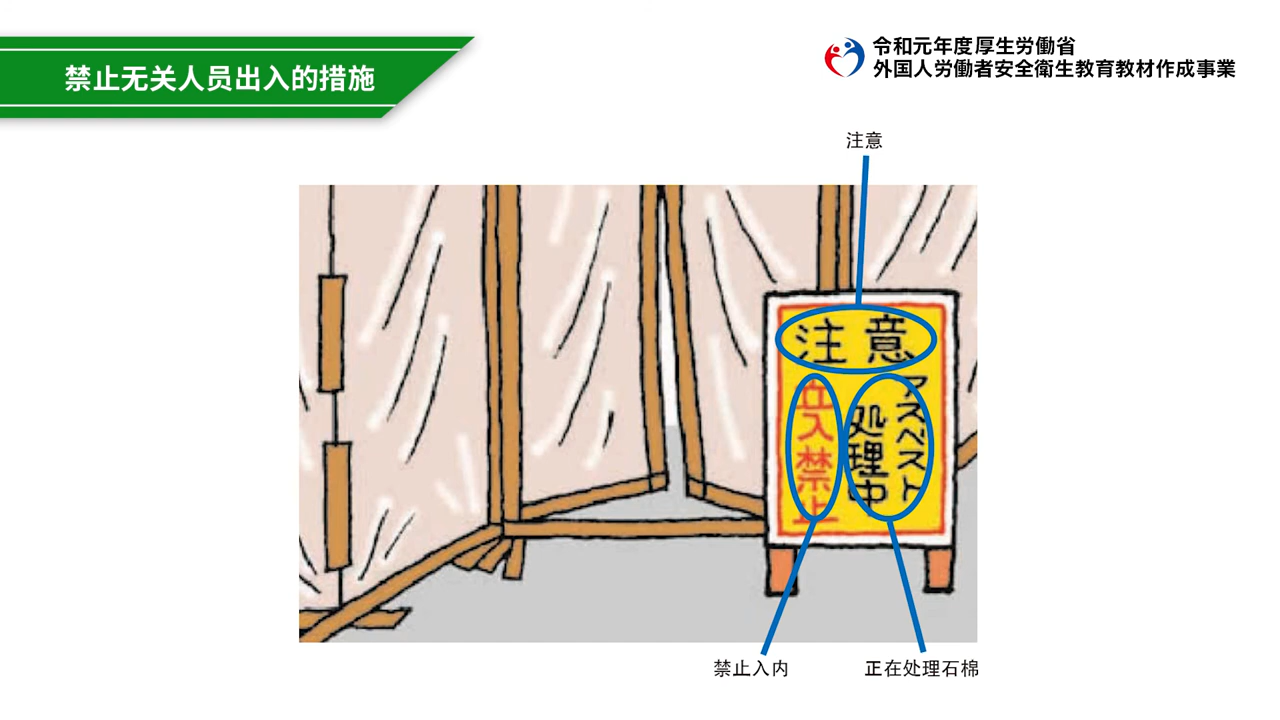 禁止无关人员出入的措施
令和元年度厚生労働省
外国人労働者安全衛生教育教材作成事業
注意
注意
アスベスト
処理中
立入禁止
禁止入内
正在处理石棉